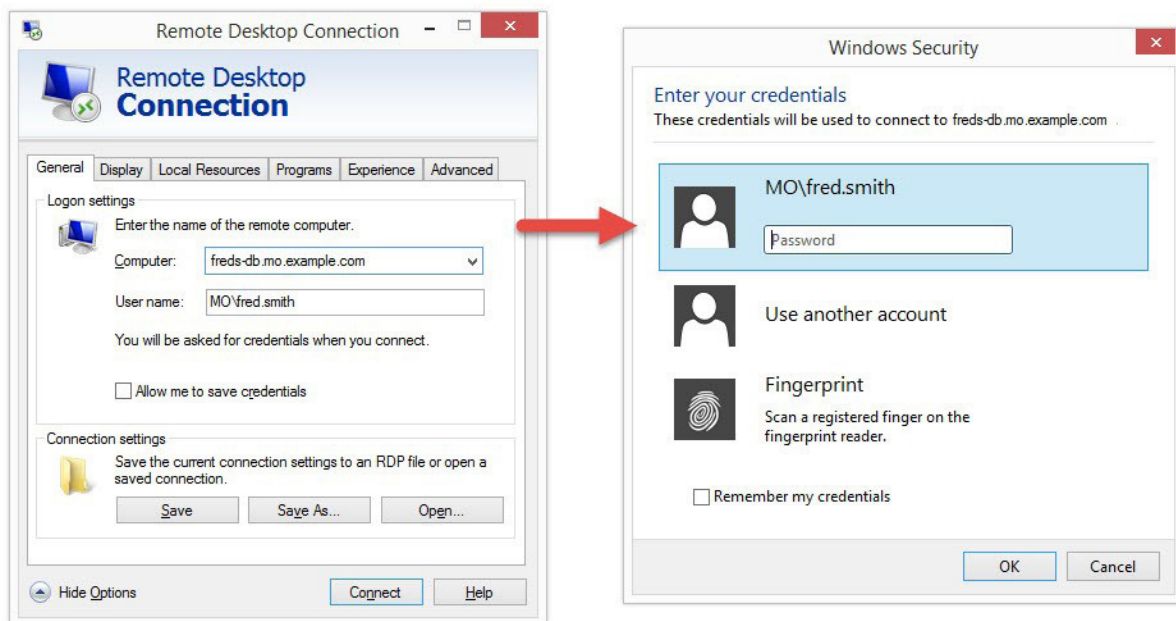 Remote Desktop Connection
Remote Desktop
Connection
General Display Local Resources Programs Experience Advanced
Logon settings
Enter the name of the remote computer.
Computer: freds-db.mo.example.com
User name: MO\fred.smith
You will be asked for credentials when you connect.
Allow me to save credentials
Connection settings
Save the current connection settings to an RDP file or open a
saved connection.
Save Save As... Open...
Hide Options Connect Help
Windows Security
Enter your credentials
These credentials will be used to connect to freds-db.mo.example.com .
MO\fred.smith
Password
Use another account
Fingerprint
Scan a registered finger on the
fingerprint reader.
Remember my credentials
OK Cancel